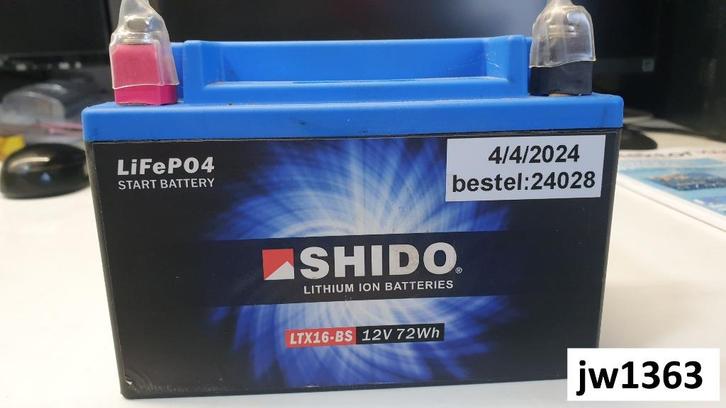 LiFePO4
START BATTERY
4/4/2024
bestel:24028
SHIDO®
LITHIUM ION BATTERIES
LTX16-BS 12V 72Wh
jw1363